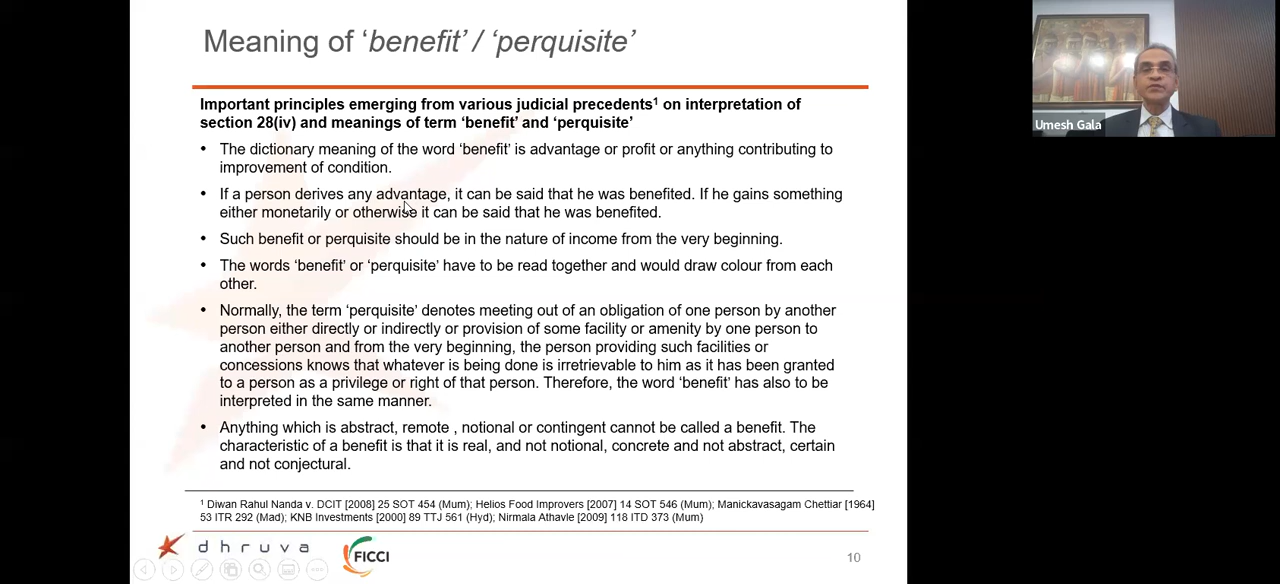 Meaning of ‘benefit’ / ‘perquisite’
Important principles emerging from various judicial precedents¹ on interpretation of
section 28(iv) and meanings of term ‘benefit’ and ‘perquisite’
• The dictionary meaning of the word ‘benefit’ is advantage or profit or anything contributing to
improvement of condition.
• If a person derives any advantage, it can be said that he was benefited. If he gains something
either monetarily or otherwise it can be said that he was benefited.
• Such benefit or perquisite should be in the nature of income from the very beginning.
• The words ‘benefit’ or ‘perquisite’ have to be read together and would draw colour from each
other.
• Normally, the term ‘perquisite’ denotes meeting out of an obligation of one person by another
person either directly or indirectly or provision of some facility or amenity by one person to
another person and from the very beginning, the person providing such facilities or
concessions knows that whatever is being done is irretrievable to him as it has been granted
to a person as a privilege or right of that person. Therefore, the word ‘benefit’ has also to be
interpreted in the same manner.
• Anything which is abstract, remote , notional or contingent cannot be called a benefit. The
characteristic of a benefit is that it is real, and not notional, concrete and not abstract, certain
and not conjectural.
¹ Diwan Rahul Nanda v. DCIT [2008] 25 SOT 454 (Mum); Helios Food Improvers [2007] 14 SOT 546 (Mum); Manickavasagam Chettiar [1964]
53 ITR 292 (Mad); KNB Investments [2000] 89 TTJ 561 (Hyd); Nirmala Athavle [2009] 118 ITD 373 (Mum)
dhruva
FICCI
10
Umesh Gala